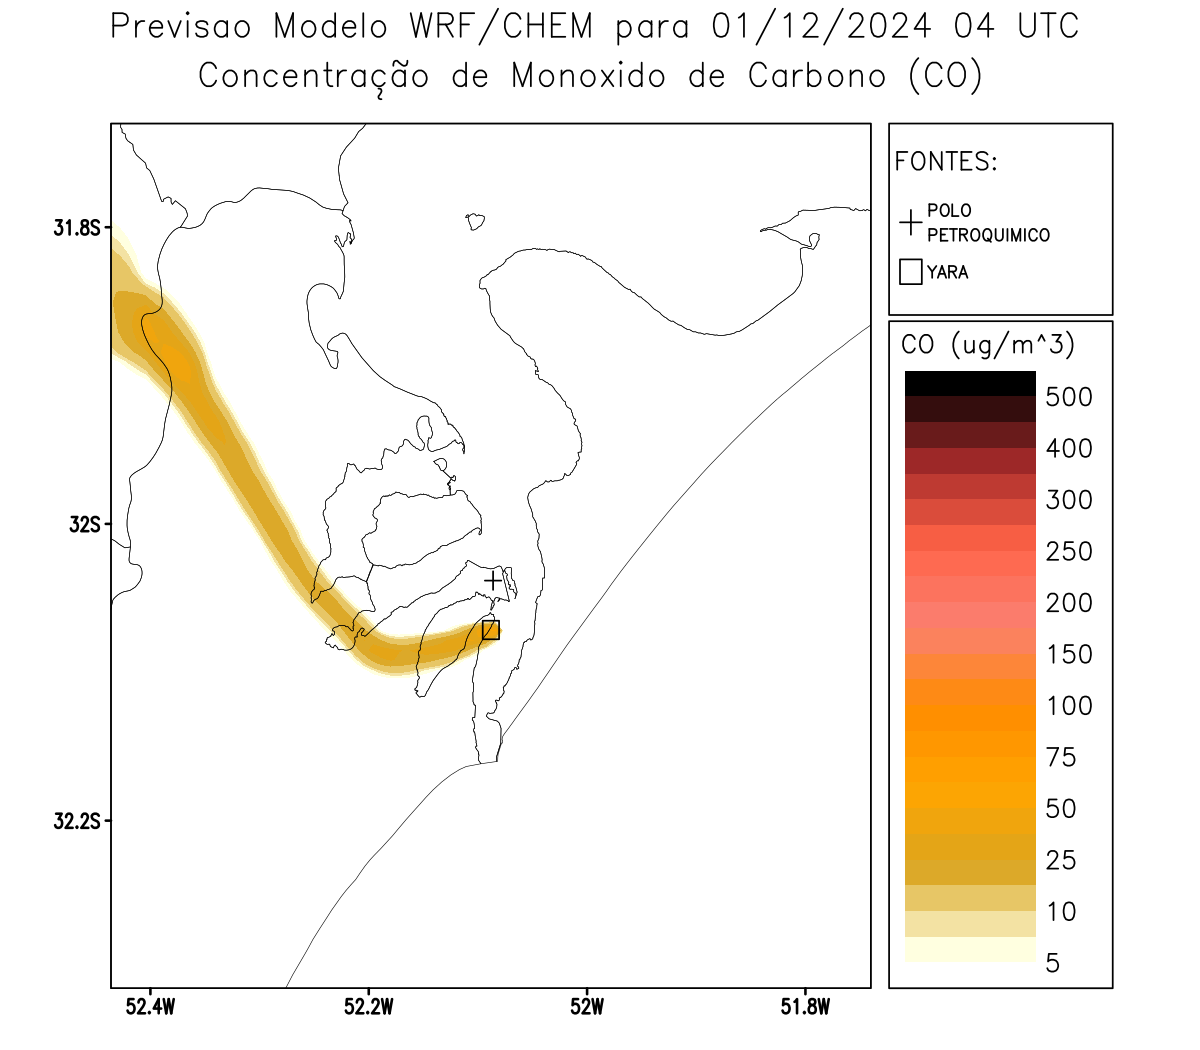 Previsao Modelo WRF/CHEM para 01/12/2024 04 UTC
Concentração de Monoxido de Carbono (CO)
FONTES:
POLO
PETROQUIMICO
YARA
31.8S
32S
32.2S
52.4W
52.2W
52W
51.8W
CO (ug/m^3)
500
400
300
250
200
150
100
75
50
25
10
5